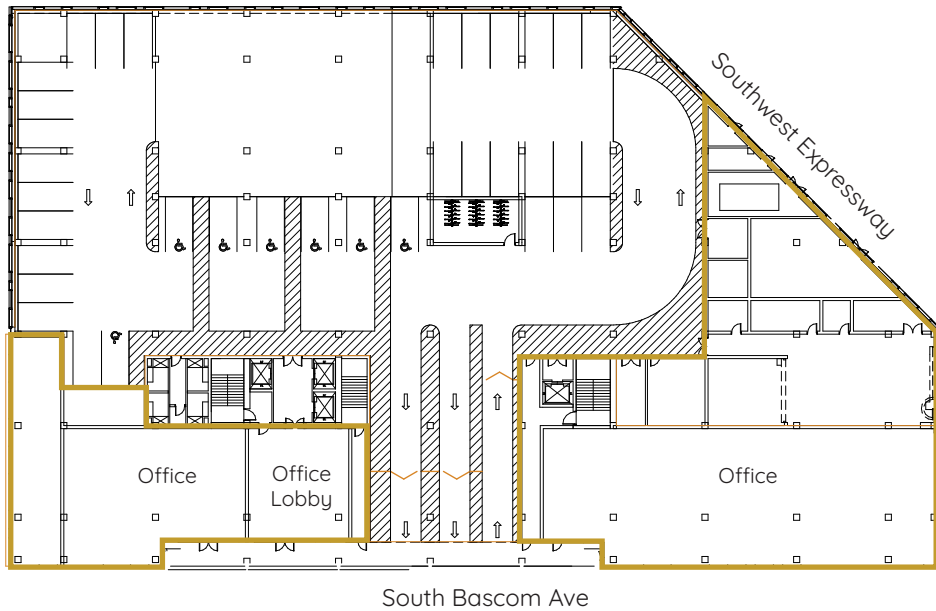 Southwest Expressway
Office
Office
Lobby
Office
South Bascom Ave